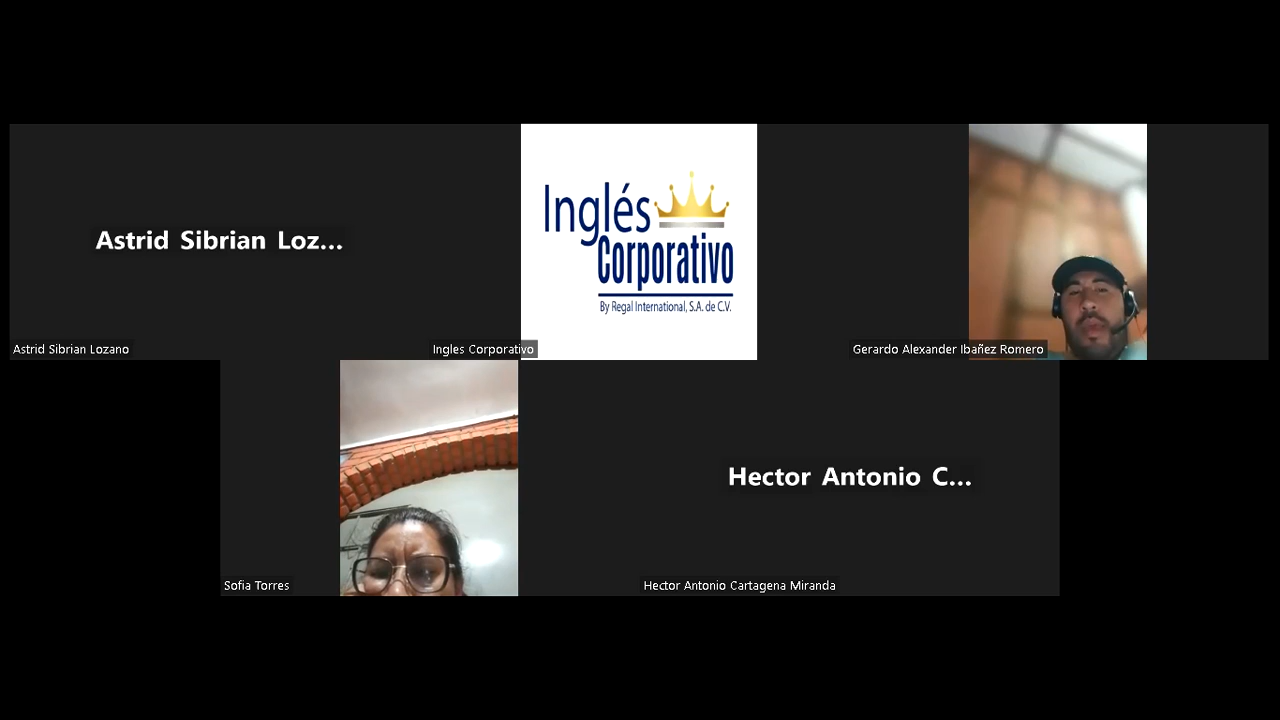 Astrid Sibrian Loz...
Inglés
Corporativo
By Regal International, S.A. de C.V.
Astrid Sibrian Lozano
Ingles Corporativo
Gerardo Alexander Ibañez Romero
Hector Antonio C...
Sofia Torres
Hector Antonio Cartagena Miranda